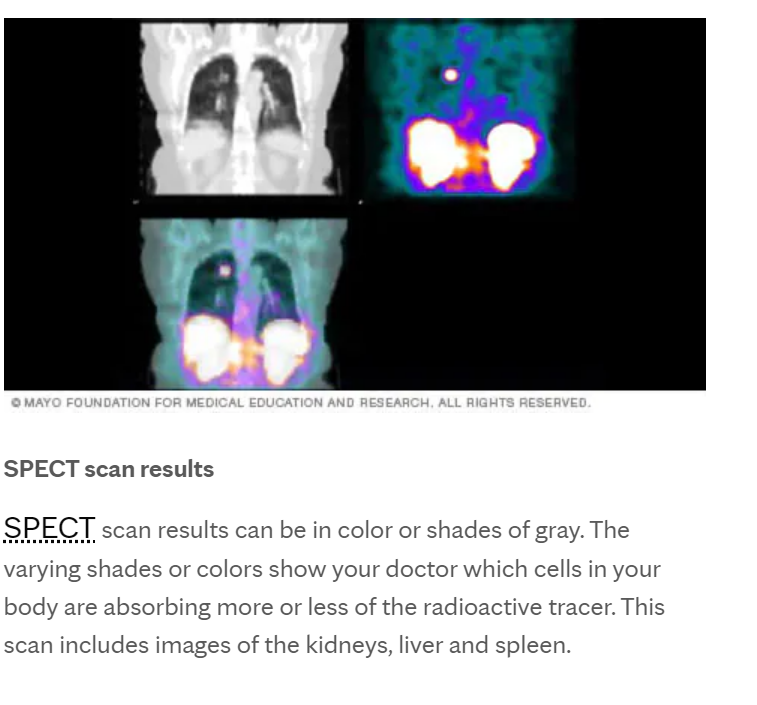 © MAYO FOUNDATION FOR MEDICAL EDUCATION AND RESEARCH. ALL RIGHTS RESERVED.
SPECT scan results
SPECT scan results can be in color or shades of gray. The
varying shades or colors show your doctor which cells in your
body are absorbing more or less of the radioactive tracer. This
scan includes images of the kidneys, liver and spleen.